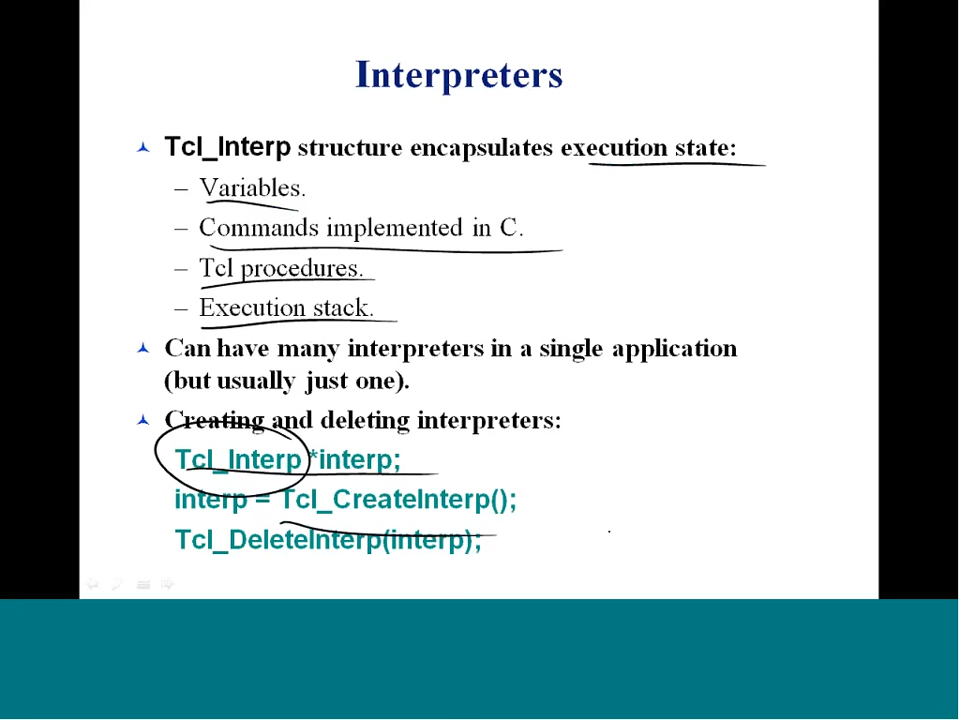 Interpreters
Tcl_Interp structure encapsulates execution state:
– Variables.
– Commands implemented in C.
– Tcl procedures.
– Execution stack.
Can have many interpreters in a single application
(but usually just one).
Creating and deleting interpreters:
Tcl_Interp *interp;
interp = Tcl_CreateInterp();
Tcl_DeleteInterp(interp);